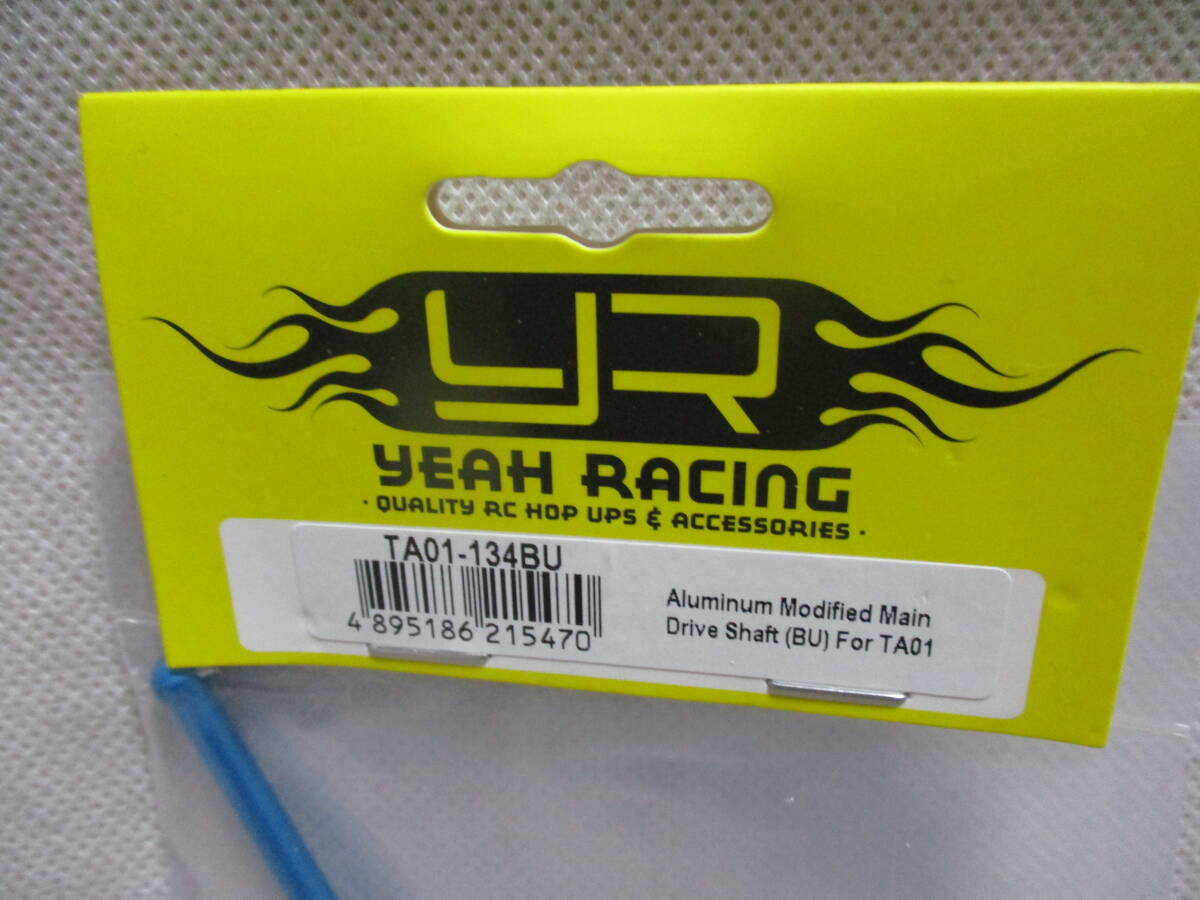 YR
YEAH RACING
· QUALITY RC HOP UPS & ACCESSORIES ·
TA01-134BU
4 895186 215470
Aluminum Modified Main
Drive Shaft (BU) For TA01